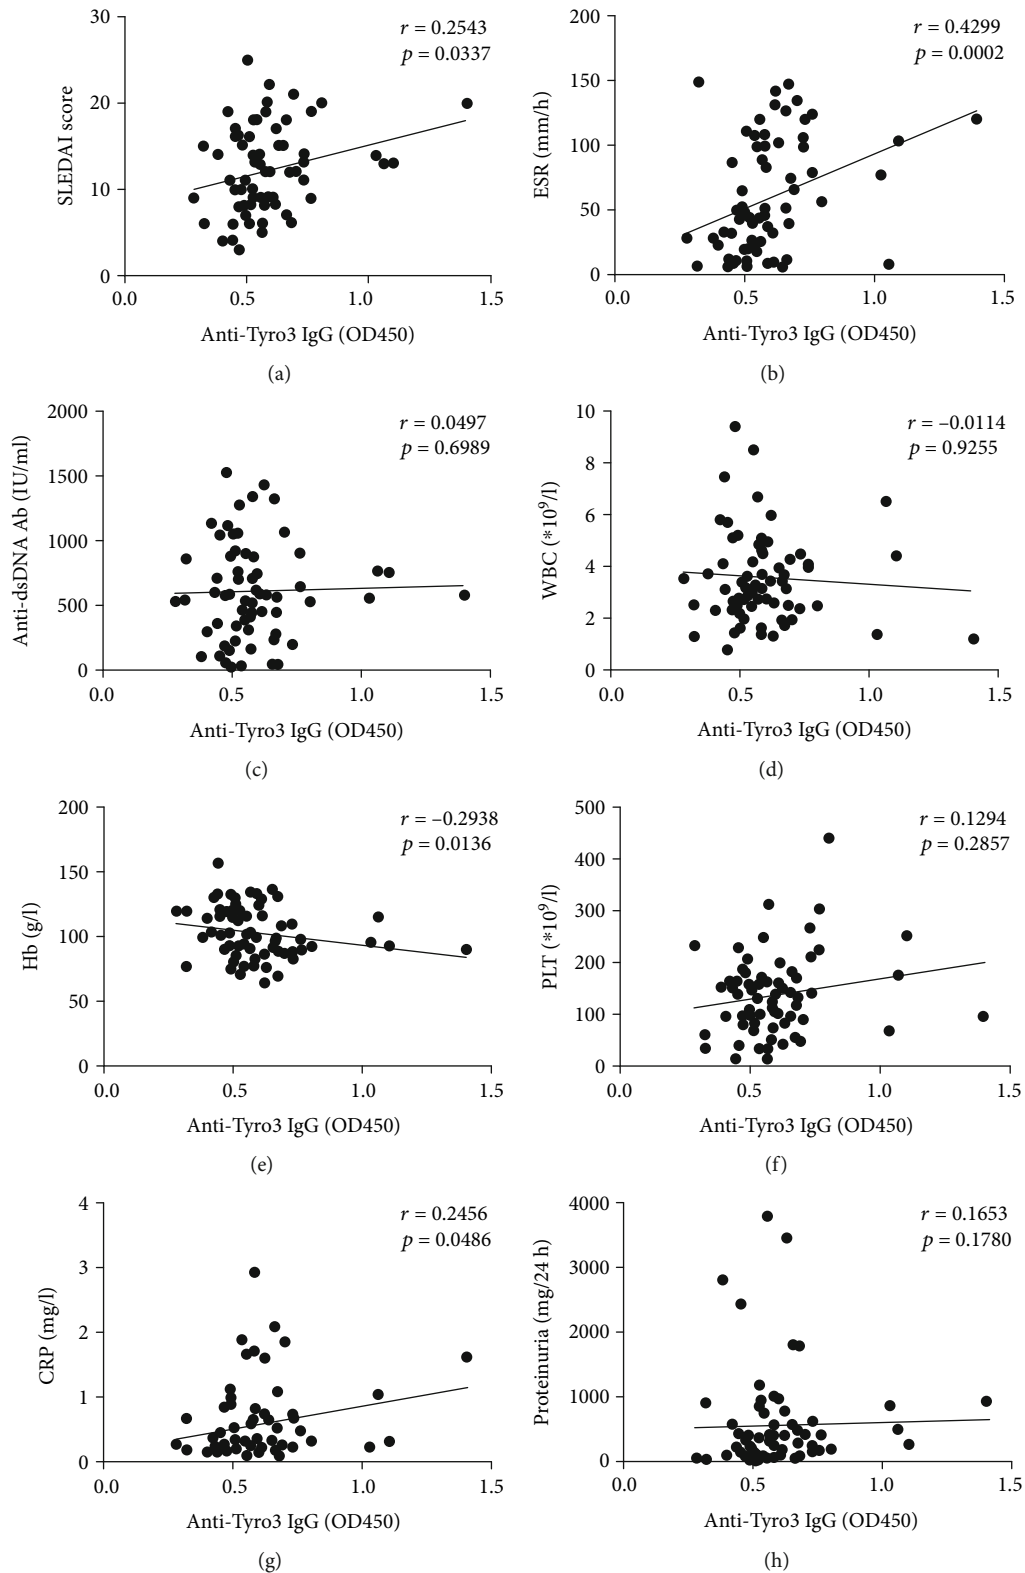 30
20
10
0
SLEDAI score
r = 0.2543
p = 0.0337
0.0 0.5 1.0 1.5
Anti-Tyro3 IgG (OD450)
(a)
200
150
100
50
0
ESR (mm/h)
r = 0.4299
p = 0.0002
0.0 0.5 1.0 1.5
Anti-Tyro3 IgG (OD450)
(b)
2000
1500
1000
500
0
Anti-dsDNA Ab (IU/ml)
r = 0.0497
p = 0.6989
0.0 0.5 1.0 1.5
Anti-Tyro3 IgG (OD450)
(c)
10
8
6
4
2
0
WBC (*10⁹/l)
r = –0.0114
p = 0.9255
0.0 0.5 1.0 1.5
Anti-Tyro3 IgG (OD450)
(d)
200
150
100
50
0
Hb (g/l)
r = –0.2938
p = 0.0136
0.0 0.5 1.0 1.5
Anti-Tyro3 IgG (OD450)
(e)
500
400
300
200
100
0
PLT (*10⁹/l)
r = 0.1294
p = 0.2857
0.0 0.5 1.0 1.5
Anti-Tyro3 IgG (OD450)
(f)
4
3
2
1
0
CRP (mg/l)
r = 0.2456
p = 0.0486
0.0 0.5 1.0 1.5
Anti-Tyro3 IgG (OD450)
(g)
4000
3000
2000
1000
0
Proteinuria (mg/24 h)
r = 0.1653
p = 0.1780
0.0 0.5 1.0 1.5
Anti-Tyro3 IgG (OD450)
(h)